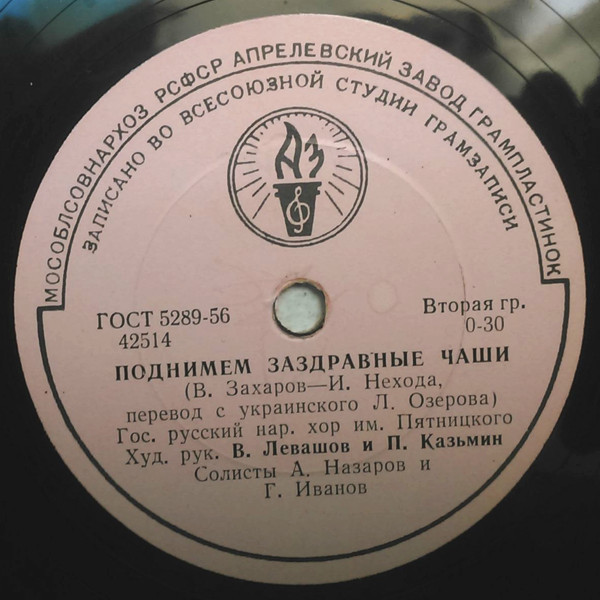 МОСОБЛСОВНАРХОЗ РСФСР АПРЕЛЕВСКИЙ ЗАВОД ГРАМПЛАСТИНОК
ЗАПИСАНО ВО ВСЕСОЮЗНОЙ СТУДИИ ГРАМЗАПИСИ
АЗ
ГОСТ 5289-56
42514
Вторая гр.
0-30
ПОДНИМЕМ ЗАЗДРАВНЫЕ ЧАШИ
(В. Захаров—И. Нехода,
перевод с украинского Л. Озерова)
Гос. русский нар. хор им. Пятницкого
Худ. рук. В. Левашов и П. Казьмин
Солисты А. Назаров и
Г. Иванов